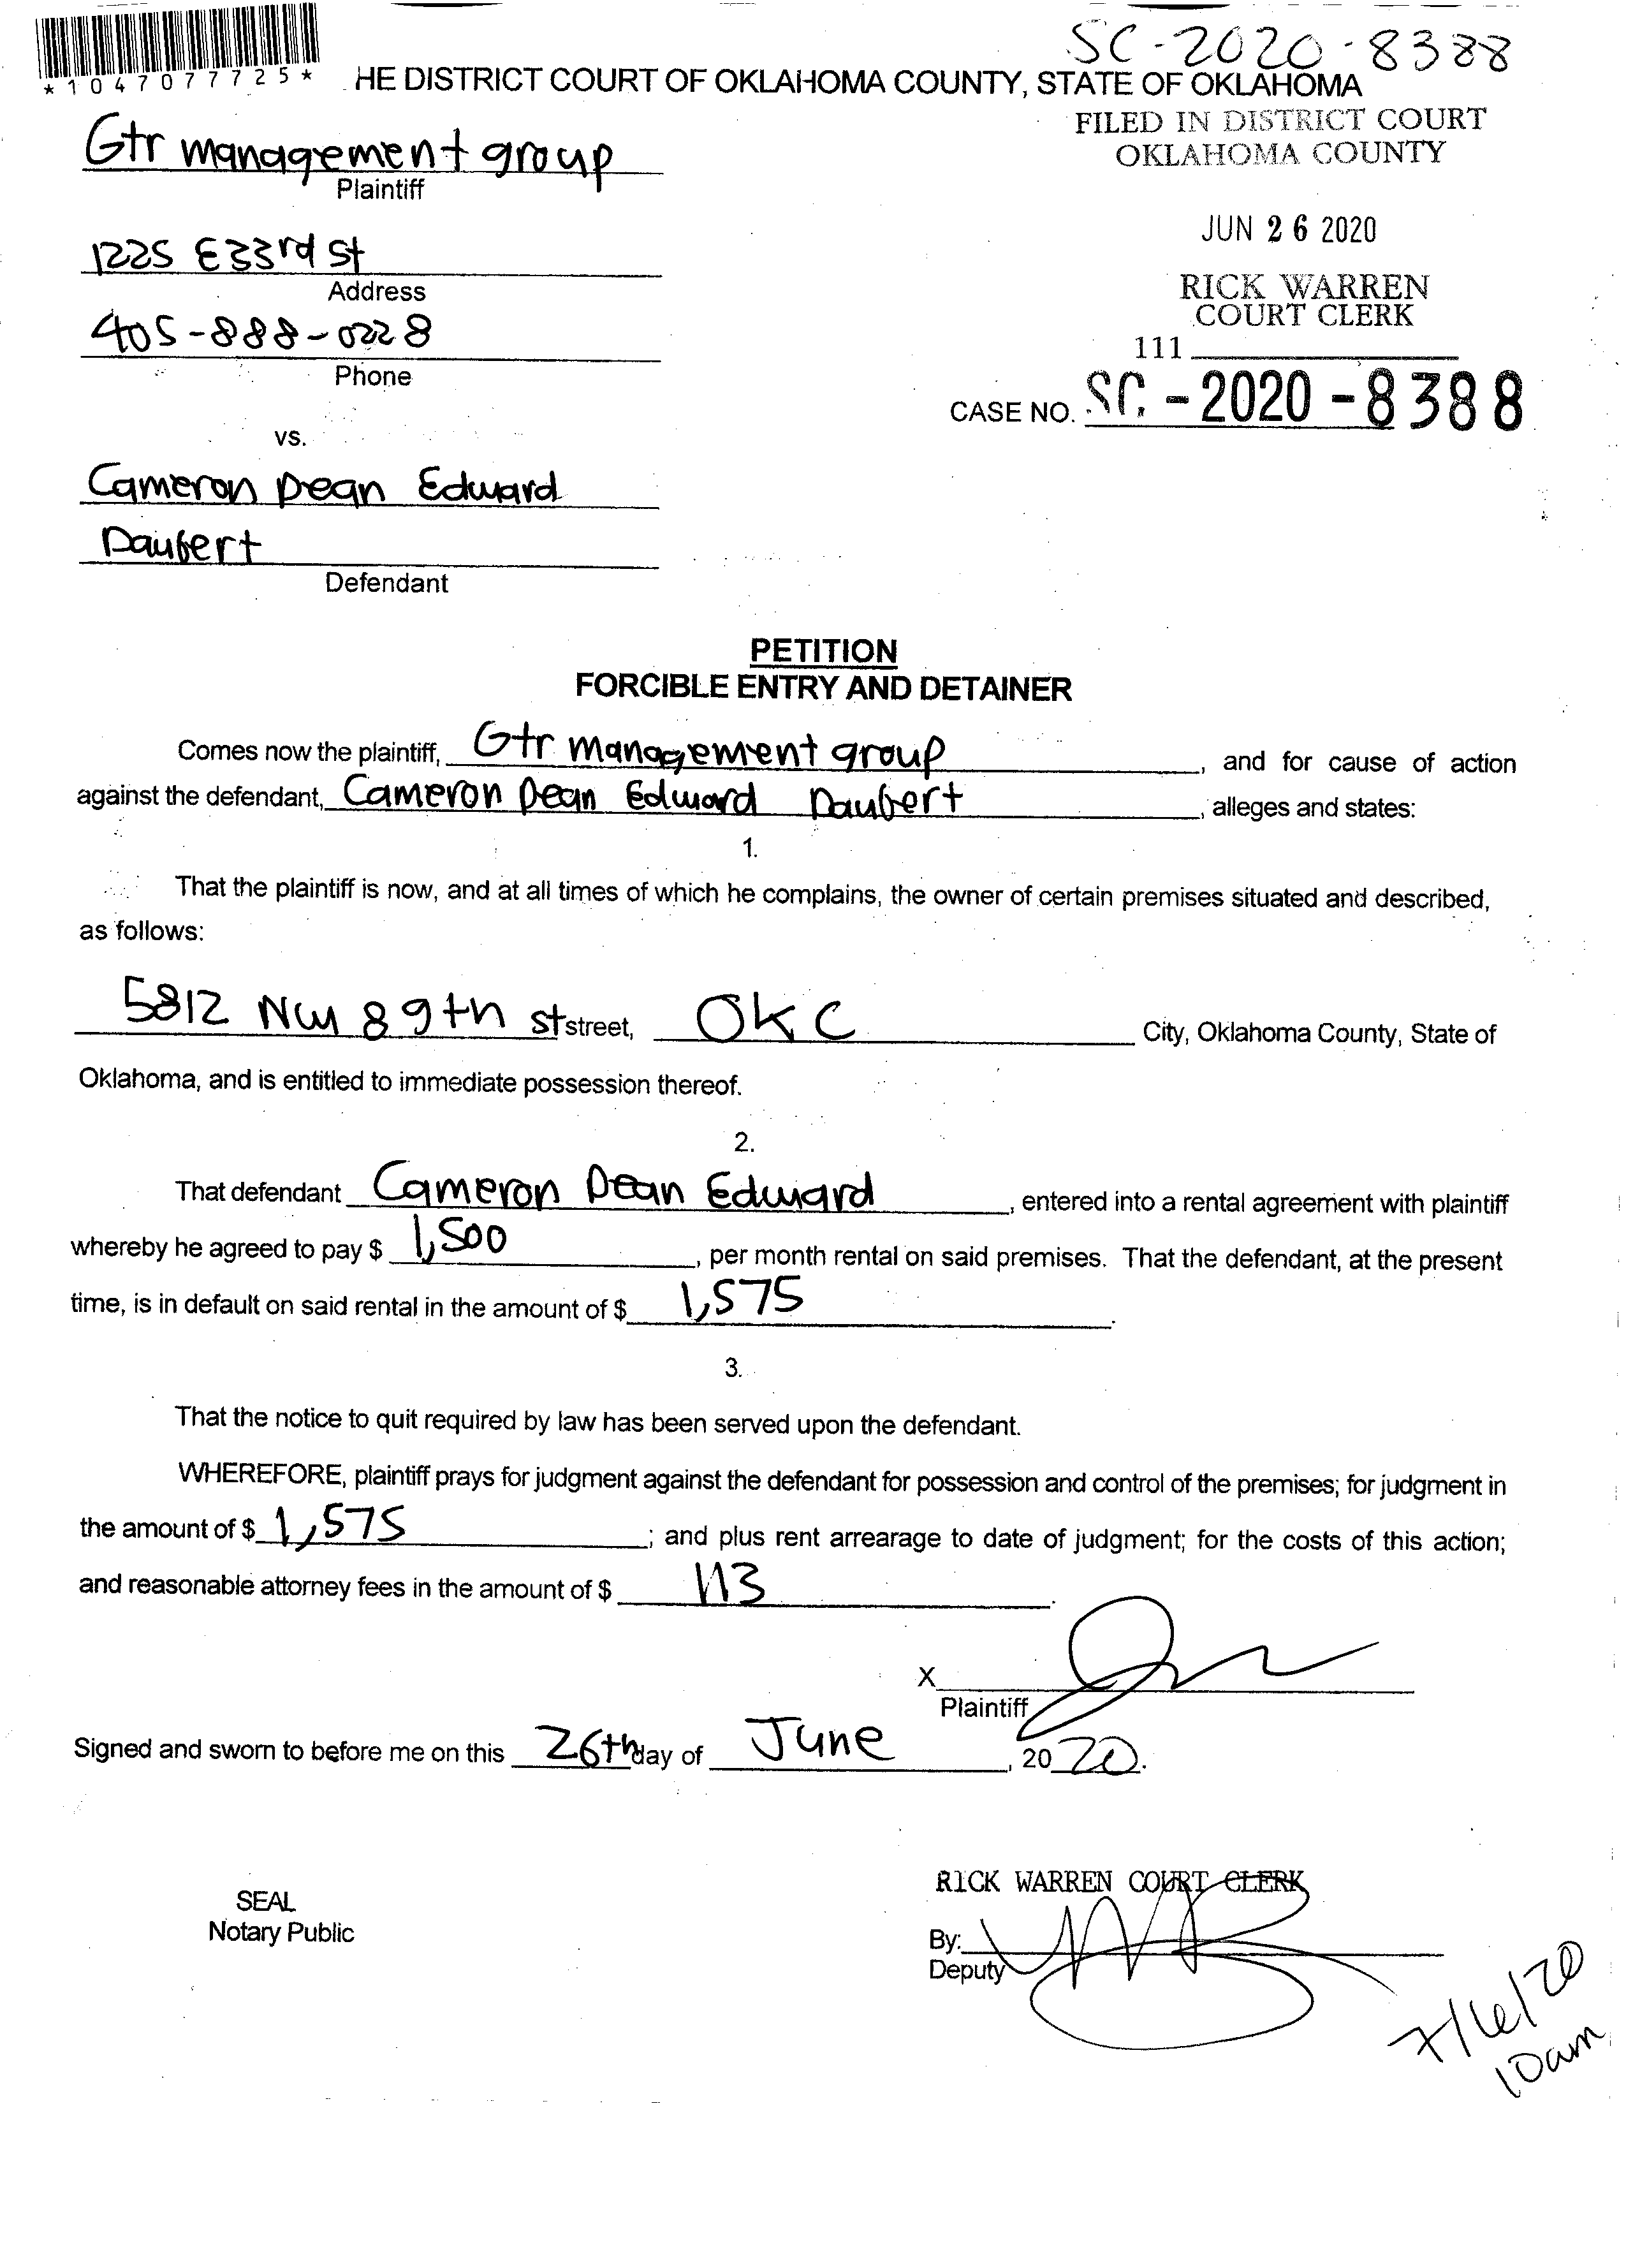 SC-2020-8388
*1047077725*
HE DISTRICT COURT OF OKLAHOMA COUNTY, STATE OF OKLAHOMA
FILED IN DISTRICT COURT
OKLAHOMA COUNTY
Gtr management group
Plaintiff
JUN 26 2020
1225 E 33rd St
Address
RICK WARREN
COURT CLERK
405-888-0228
Phone
111
CASE NO. SC-2020-8388
vs.
Cameron Dean Edward
Daubert
Defendant
PETITION
FORCIBLE ENTRY AND DETAINER
Comes now the plaintiff, Gtr management group, and for cause of action
against the defendant, Cameron Dean Edward Daubert, alleges and states:
1.
That the plaintiff is now, and at all times of which he complains, the owner of certain premises situated and described,
as follows:
5812 NW 89th st street, OKC City, Oklahoma County, State of
Oklahoma, and is entitled to immediate possession thereof.
2.
That defendant Cameron Dean Edward, entered into a rental agreement with plaintiff
whereby he agreed to pay $ 1,500, per month rental on said premises. That the defendant, at the present
time, is in default on said rental in the amount of $ 1,575.
3.
That the notice to quit required by law has been served upon the defendant.
WHEREFORE, plaintiff prays for judgment against the defendant for possession and control of the premises; for judgment in
the amount of $ 1,575; and plus rent arrearage to date of judgment; for the costs of this action;
and reasonable attorney fees in the amount of $ 113.
X
Plaintiff
Signed and sworn to before me on this 26th day of June, 2020.
RICK WARREN COURT CLERK
SEAL
Notary Public
By:
Deputy
7/6/20
10am